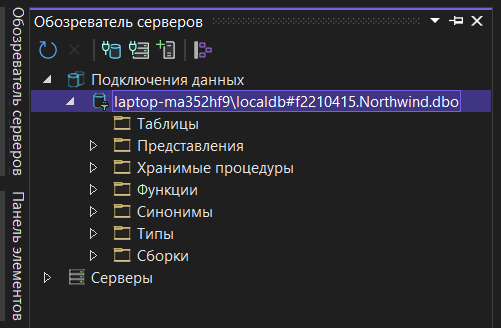 Обозреватель серверов
Панель элементов
Обозреватель серверов
Подключения данных
laptop-ma352hf9\localdb#f2210415.Northwind.dbo
Таблицы
Представления
Хранимые процедуры
Функции
Синонимы
Типы
Сборки
Серверы